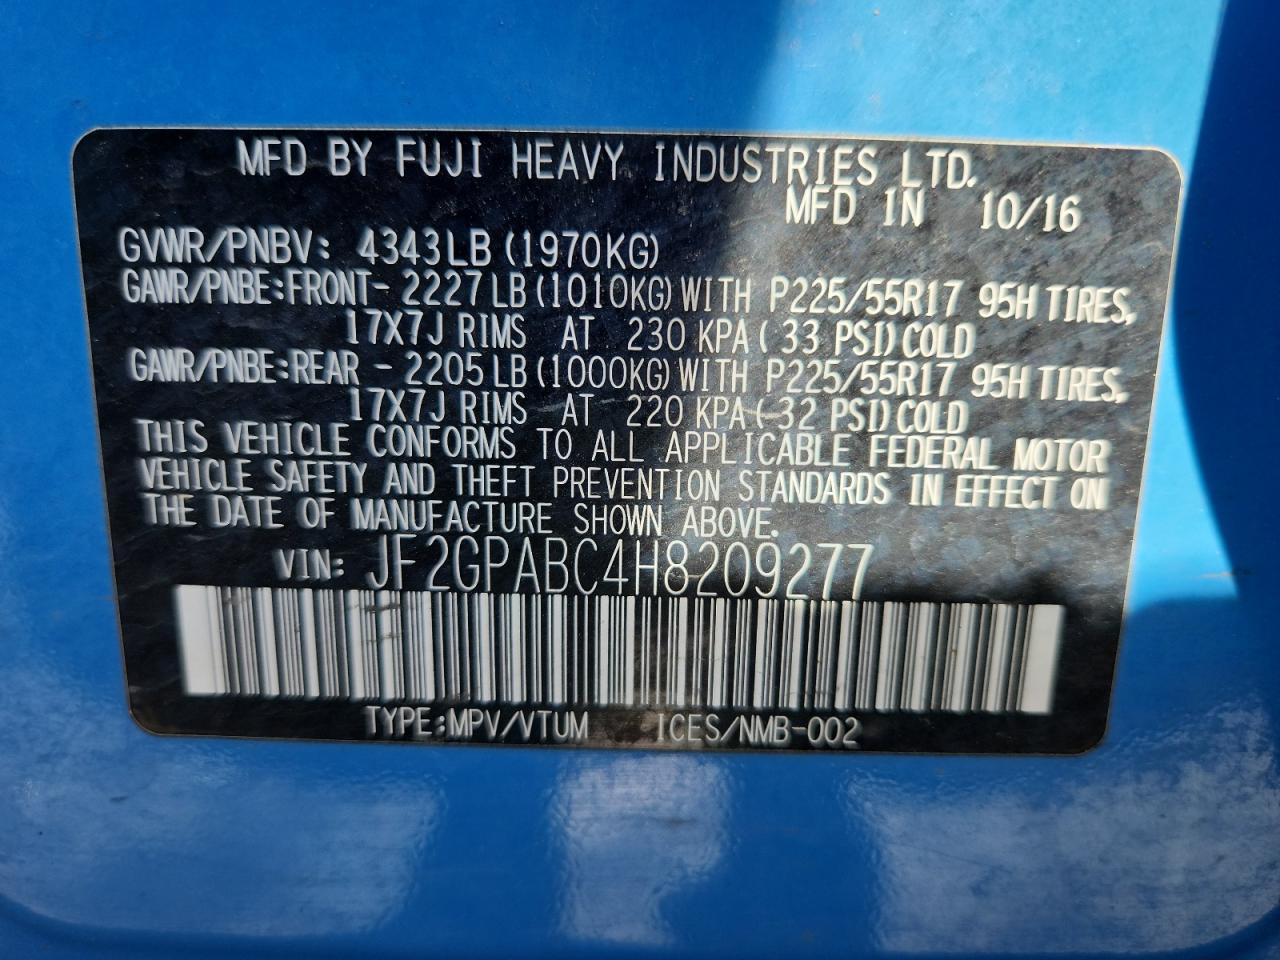 MFD BY FUJI HEAVY INDUSTRIES LTD.
MFD IN 10/16
GVWR/PNBV: 4343LB (1970KG)
GAWR/PNBE:FRONT- 2227LB(1010KG)WITH P225/55R17 95H TIRES,
17X7J RIMS AT 230 KPA( 33 PSI)COLD
GAWR/PNBE:REAR - 2205LB(1000KG)WITH P225/55R17 95H TIRES,
17X7J RIMS AT 220 KPA( 32 PSI)COLD
THIS VEHICLE CONFORMS TO ALL APPLICABLE FEDERAL MOTOR
VEHICLE SAFETY AND THEFT PREVENTION STANDARDS IN EFFECT ON
THE DATE OF MANUFACTURE SHOWN ABOVE.
VIN: JF2GPABC4H8209277
TYPE:MPV/VTUM ICES/NMB-002